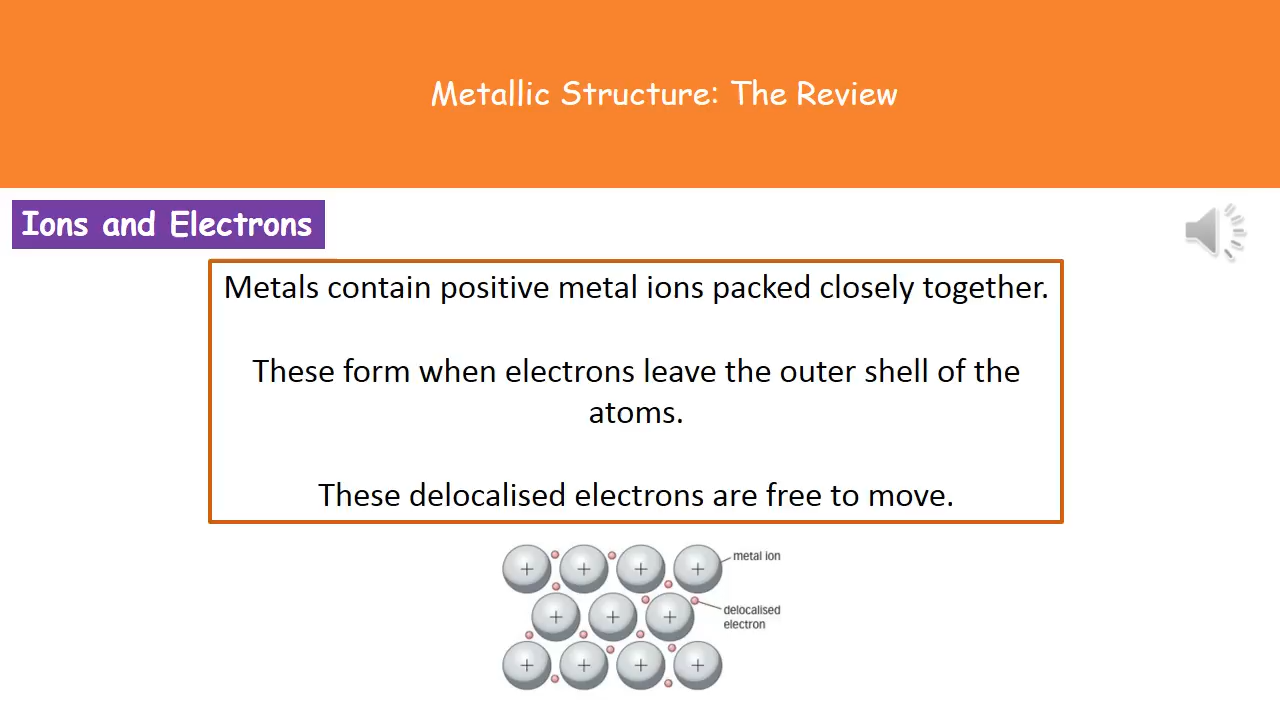 Metallic Structure: The Review
Ions and Electrons
Metals contain positive metal ions packed closely together.
These form when electrons leave the outer shell of the
atoms.
These delocalised electrons are free to move.
+ + + +
metal ion
+ + +
delocalised
electron
+ + + +